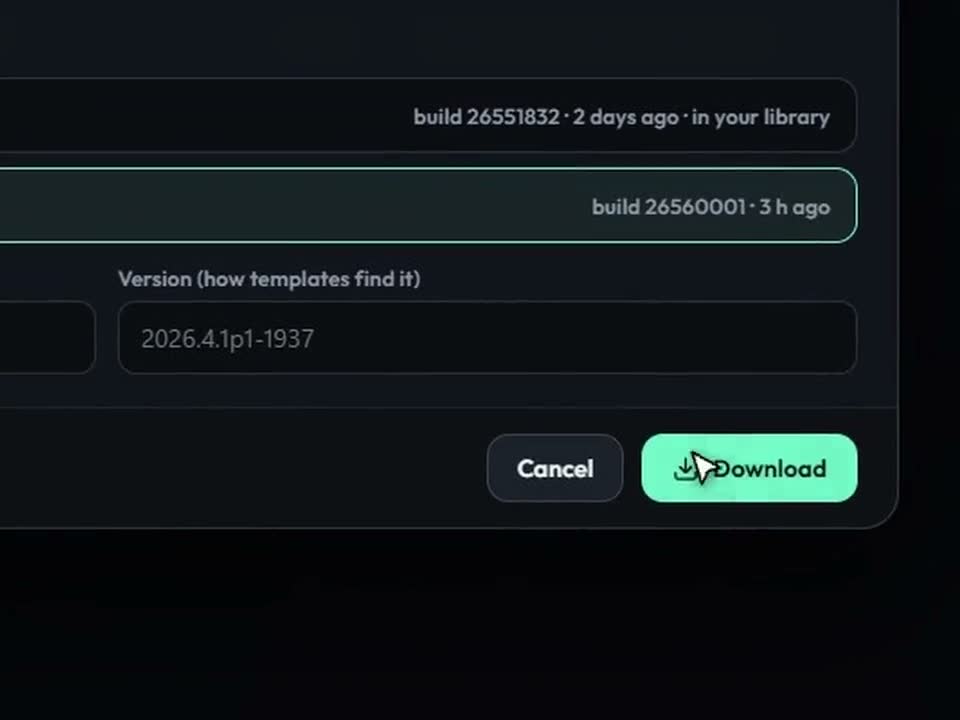 build 26551832 · 2 days ago · in your library
build 26560001 · 3 h ago
Version (how templates find it)
2026.4.1p1-1937
Cancel
Download